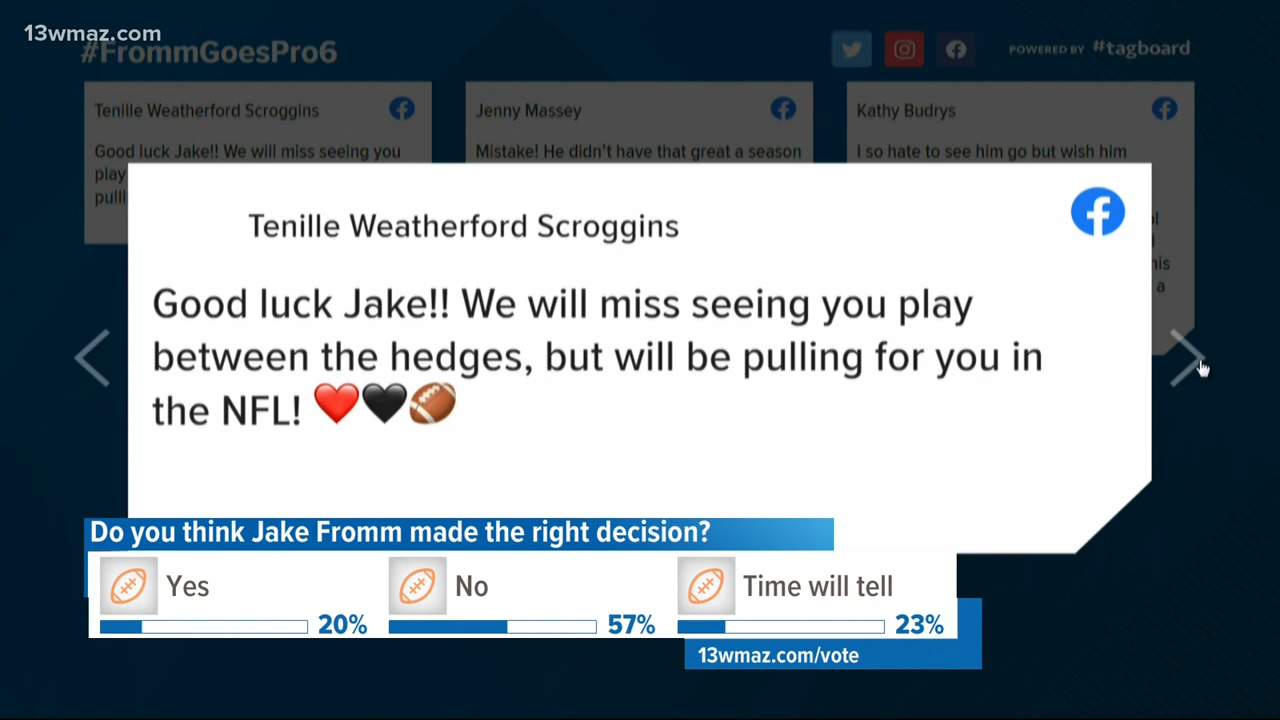 13wmaz.com
#FrommGoesPro6
POWERED BY #tagboard
Tenille Weatherford Scroggins
Good luck Jake!! We will miss seeing you
play
pulli
Jenny Massey
Mistake! He didn't have that great a season
Kathy Budrys
I so hate to see him go but wish him
his
a
Tenille Weatherford Scroggins
Good luck Jake!! We will miss seeing you play
between the hedges, but will be pulling for you in
the NFL! ❤️🖤🏈
Do you think Jake Fromm made the right decision?
Yes
20%
No
57%
Time will tell
23%
13wmaz.com/vote